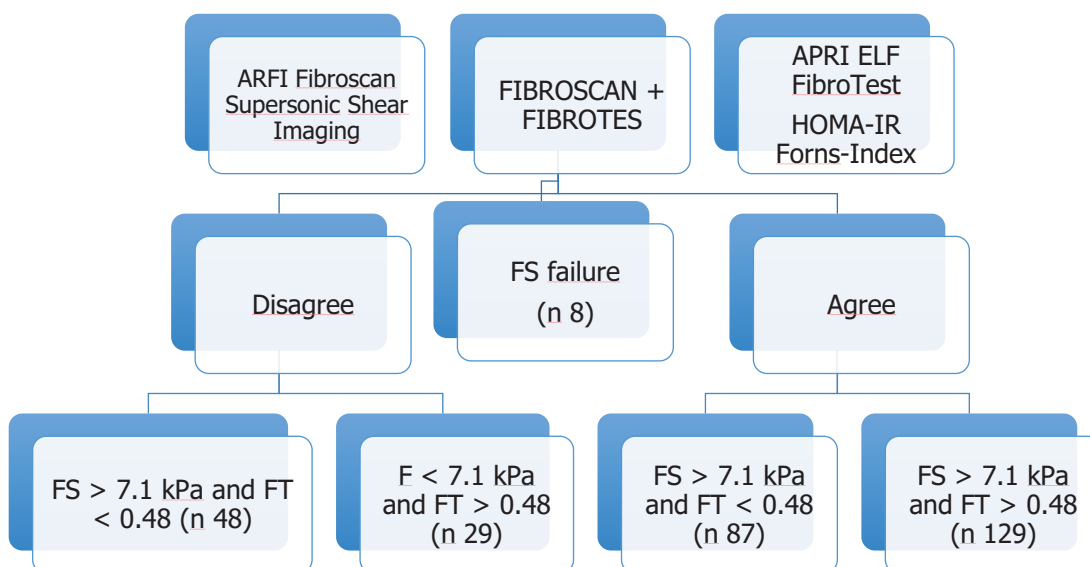 ARFI Fibroscan
Supersonic Shear
Imaging
FIBROSCAN +
FIBROTES
APRI ELF
FibroTest
HOMA-IR
Forns-Index
Disagree
FS failure
(n 8)
Agree
FS > 7.1 kPa and FT
< 0.48 (n 48)
F < 7.1 kPa
and FT > 0.48
(n 29)
FS > 7.1 kPa
and FT < 0.48
(n 87)
FS > 7.1 kPa
and FT > 0.48
(n 129)